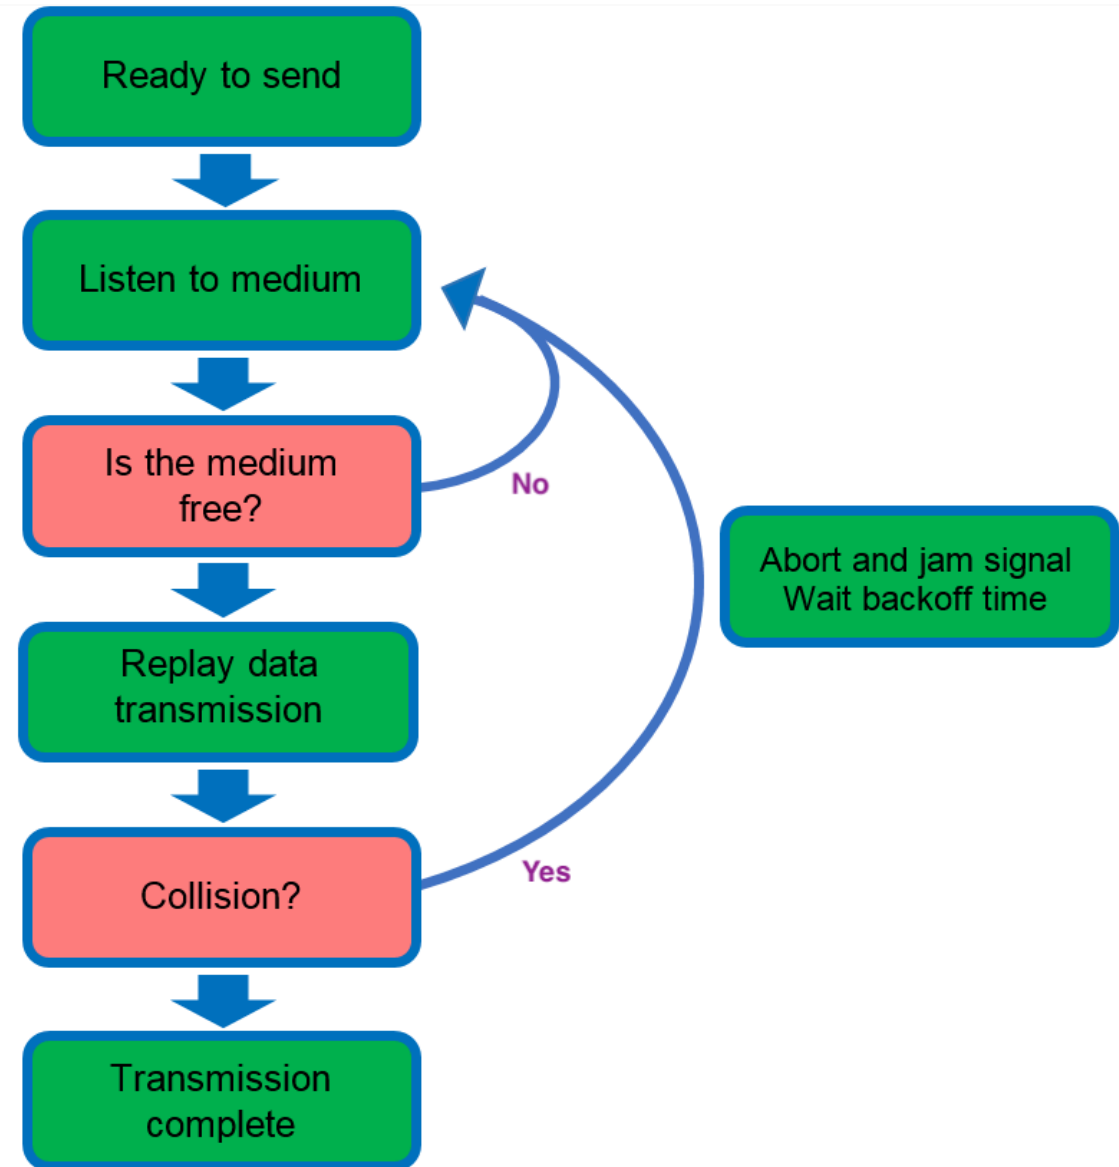 Ready to send
Listen to medium
Is the medium
free?
No
Abort and jam signal
Wait backoff time
Replay data
transmission
Collision?
Yes
Transmission
complete